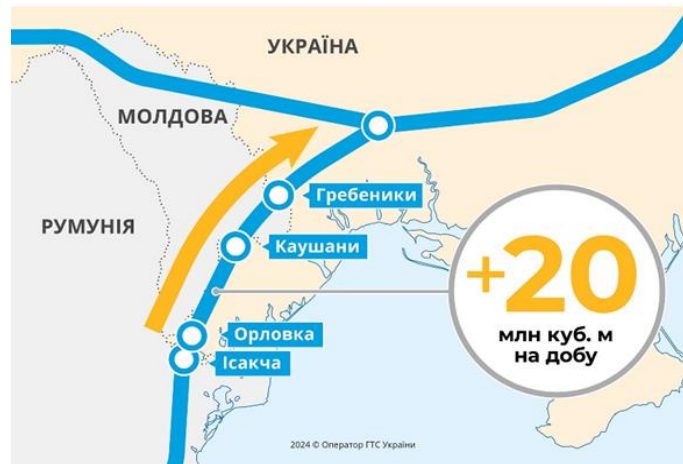 УКРАЇНА
МОЛДОВА
РУМУНІЯ
Гребеники
Каушани
Орловка
Ісакча
+20
млн куб. м
на добу
2024 © Оператор ГТС України